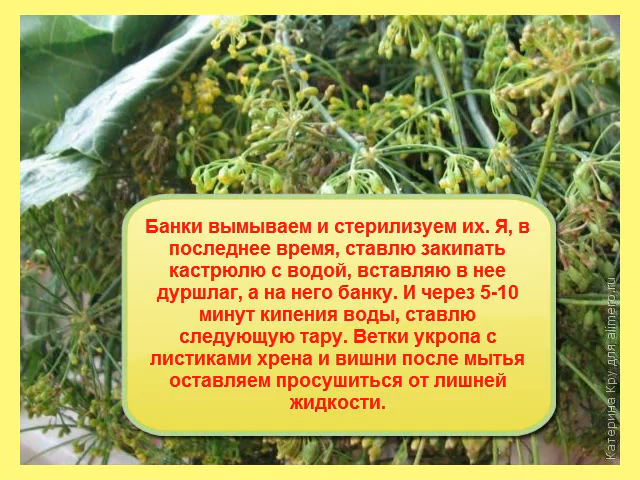 Банки вымываем и стерилизуем их. Я, в
последнее время, ставлю закипать
кастрюлю с водой, вставляю в нее
дуршлаг, а на него банку. И через 5-10
минут кипения воды, ставлю
следующую тару. Ветки укропа с
листиками хрена и вишни после мытья
оставляем просушиться от лишней
жидкости.
Катерина Кру для alimero.ru